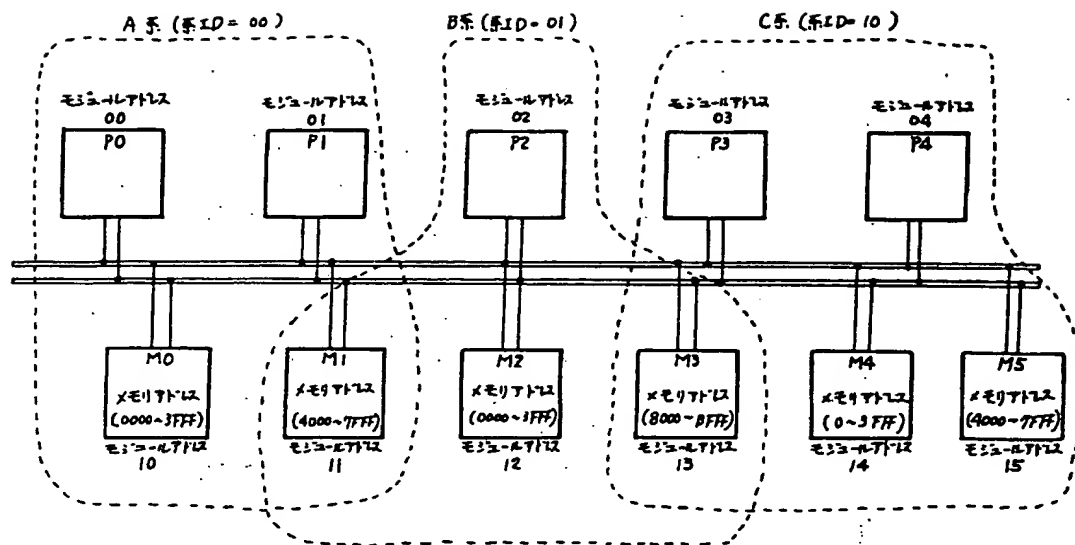 A系(系ID=00)
B系(系ID=01)
C系(系ID=10)
モジュールアドレス
00
P0
モジュールアドレス
01
P1
モジュールアドレス
02
P2
モジュールアドレス
03
P3
モジュールアドレス
04
P4
M0
メモリアドレス
(0000~3FFF)
モジュールアドレス
10
M1
メモリアドレス
(4000~7FFF)
モジュールアドレス
11
M2
メモリアドレス
(0000~3FFF)
モジュールアドレス
12
M3
メモリアドレス
(8000~BFFF)
モジュールアドレス
13
M4
メモリアドレス
(0~3FFF)
モジュールアドレス
14
M5
メモリアドレス
(4000~7FFF)
モジュールアドレス
15